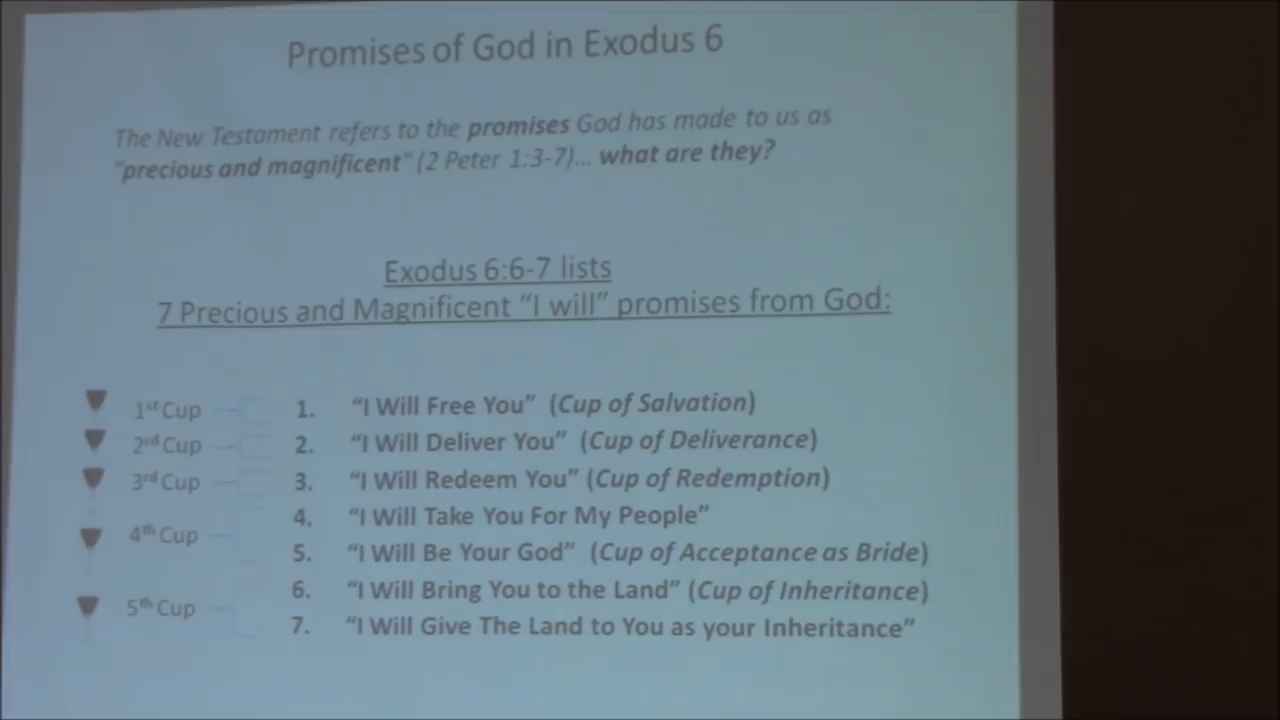 Promises of God in Exodus 6
The New Testament refers to the promises God has made to us as
"precious and magnificent" (2 Peter 1:3-7)... what are they?
Exodus 6:6-7 lists
7 Precious and Magnificent “I will” promises from God:
1st Cup 1. “I Will Free You” (Cup of Salvation)
2rd Cup 2. “I Will Deliver You” (Cup of Deliverance)
3rd Cup 3. “I Will Redeem You” (Cup of Redemption)
4. “I Will Take You For My People”
4th Cup
5. “I Will Be Your God” (Cup of Acceptance as Bride)
6. “I Will Bring You to the Land” (Cup of Inheritance)
5th Cup
7. “I Will Give The Land to You as your Inheritance”